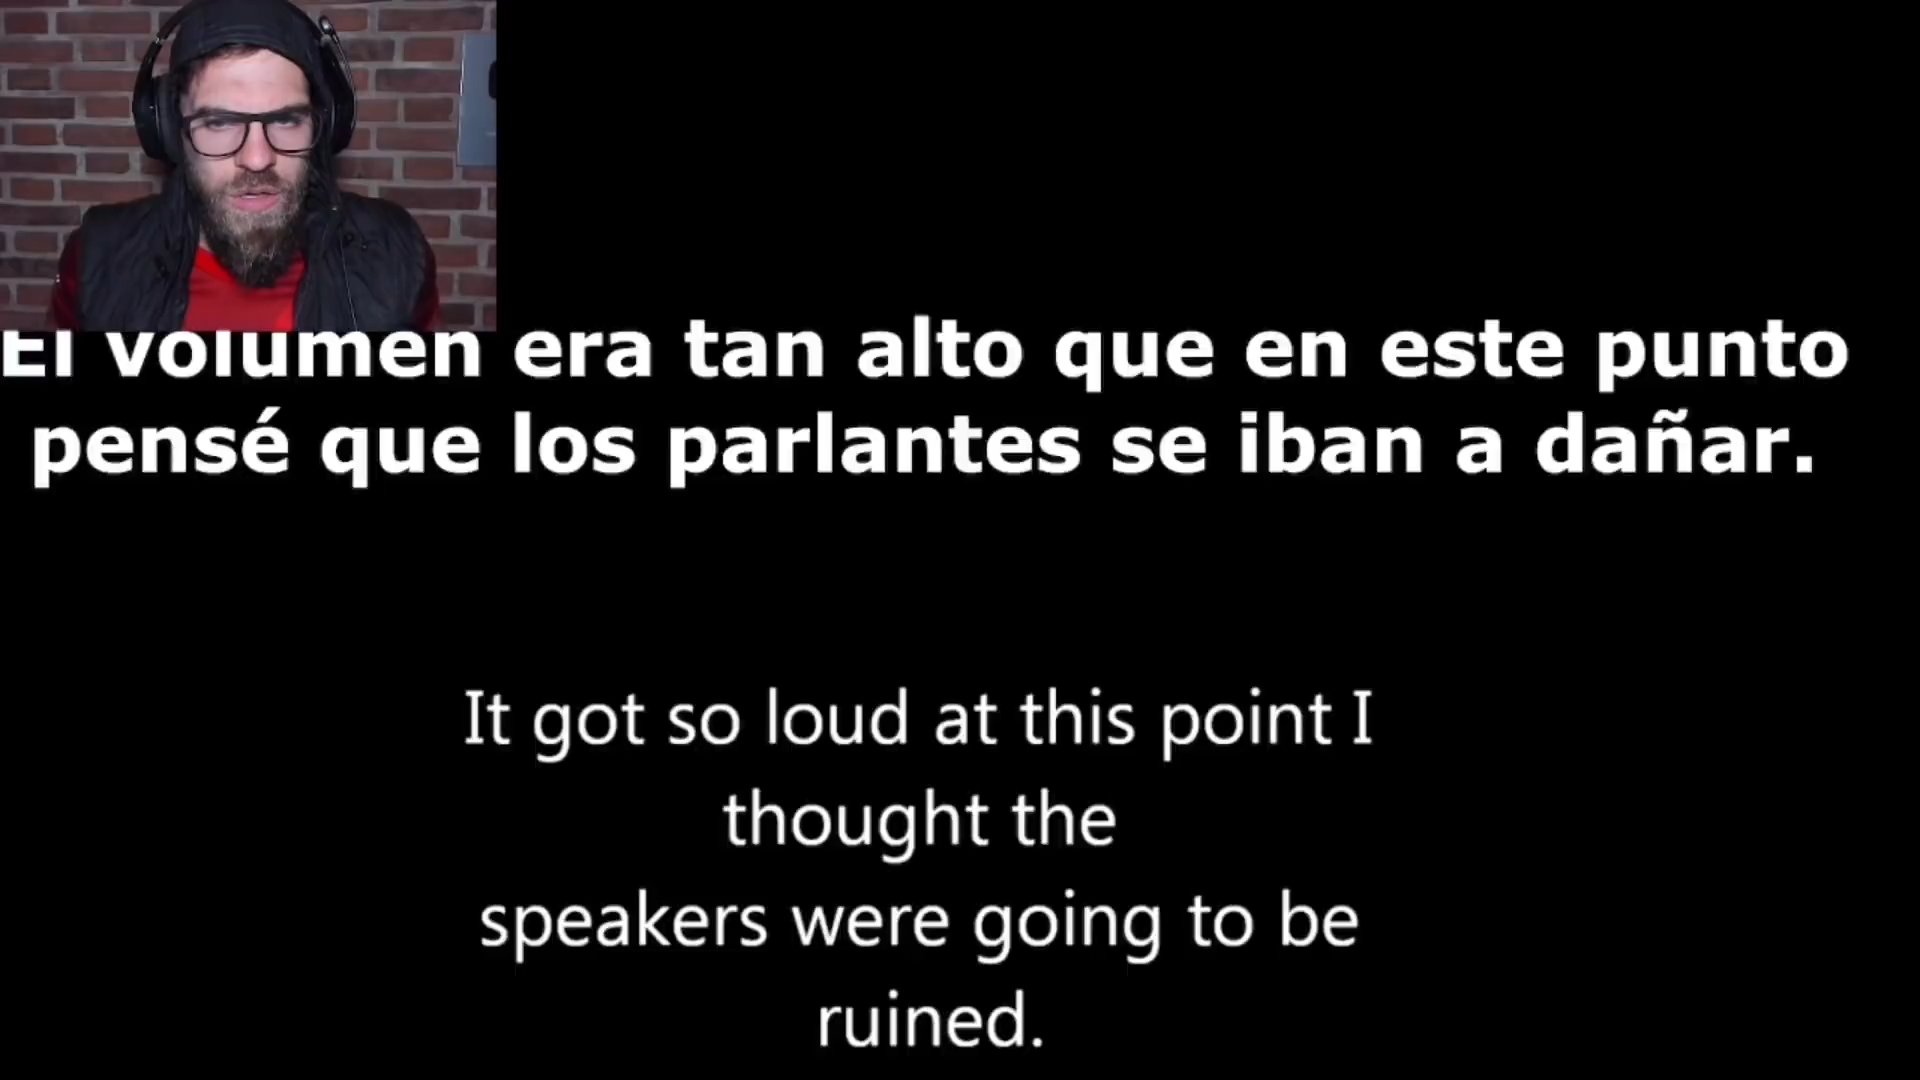 El volumen era tan alto que en este punto
pensé que los parlantes se iban a dañar.
It got so loud at this point I
thought the
speakers were going to be
ruined.